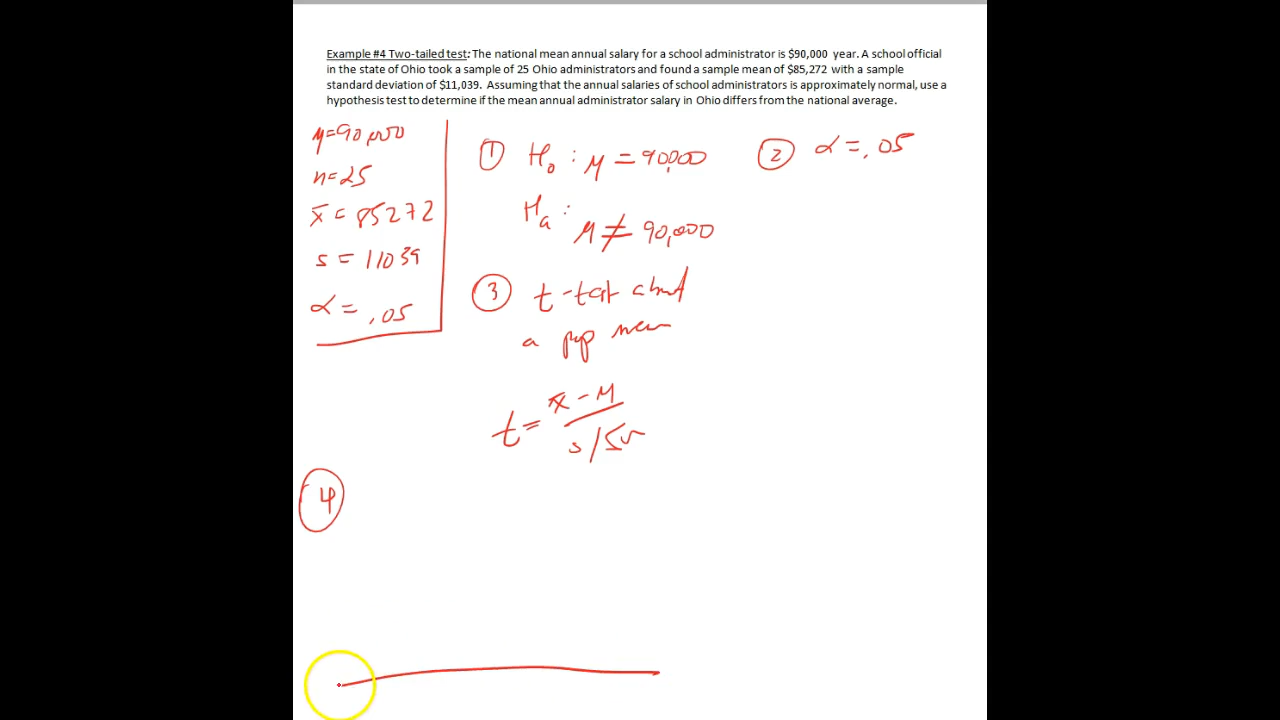 Example #4 Two-tailed test: The national mean annual salary for a school administrator is $90,000 year. A school official
in the state of Ohio took a sample of 25 Ohio administrators and found a sample mean of $85,272 with a sample
standard deviation of $11,039. Assuming that the annual salaries of school administrators is approximately normal, use a
hypothesis test to determine if the mean annual administrator salary in Ohio differs from the national average.
μ=90,000
n=25
x̄ = 85272
s = 11039
α = .05
① H₀ : μ = 90,000
Hₐ : μ ≠ 90,000
② α = .05
③ t-test about
a pop mean
t = x̄ - μ
s/√n
④